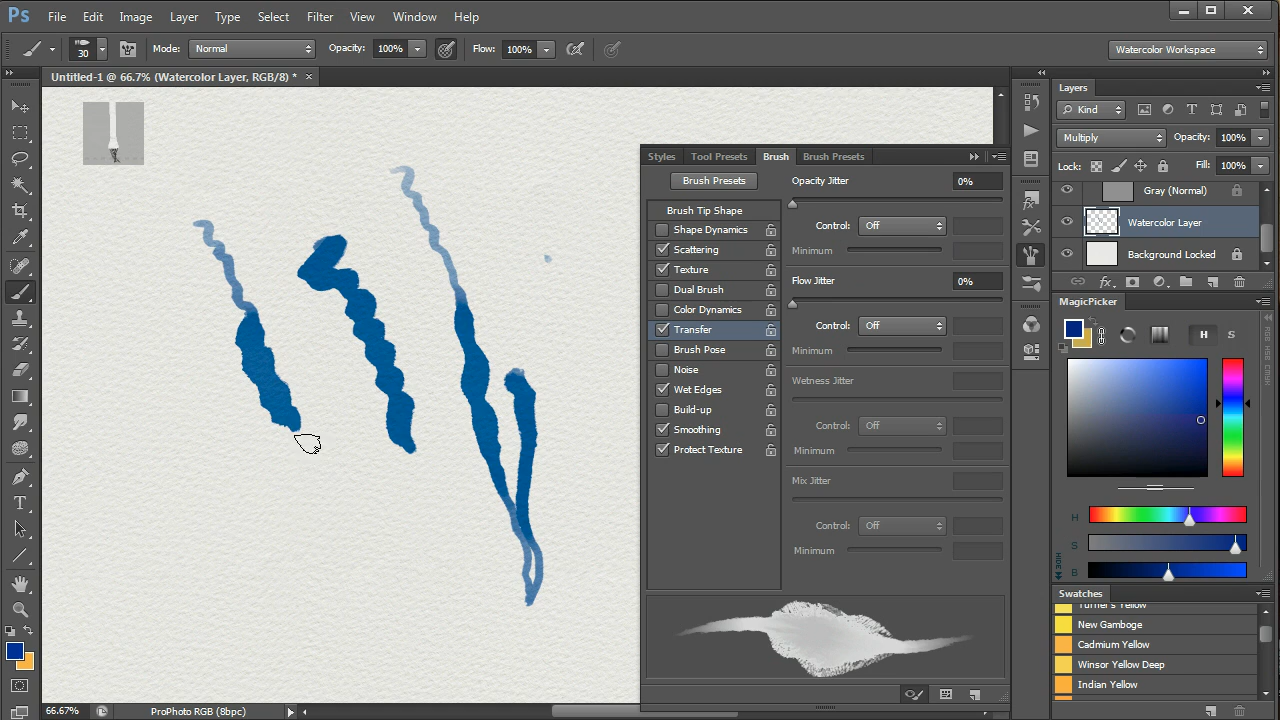 Ps File Edit Image Layer Type Select Filter View Window Help
30 Mode: Normal Opacity: 100% Flow: 100% Watercolor Workspace
Untitled-1 @ 66.7% (Watercolor Layer, RGB/8) * ×
Styles Tool Presets Brush Brush Presets
Brush Presets
Brush Tip Shape
Shape Dynamics
Scattering
Texture
Dual Brush
Color Dynamics
Transfer
Brush Pose
Noise
Wet Edges
Build-up
Smoothing
Protect Texture
Opacity Jitter 0%
Control: Off
Minimum
Flow Jitter 0%
Control: Off
Minimum
Wetness Jitter
Control: Off
Minimum
Mix Jitter
Control: Off
Minimum
Layers
Kind
Multiply Opacity: 100%
Lock: Fill: 100%
Gray (Normal)
Watercolor Layer
Background Locked
MagicPicker
H S
RGB HSB CMYK
H
S
B
HIDE
Swatches
Turner's Yellow
New Gamboge
Cadmium Yellow
Winsor Yellow Deep
Indian Yellow
66.67% ProPhoto RGB (8bpc)